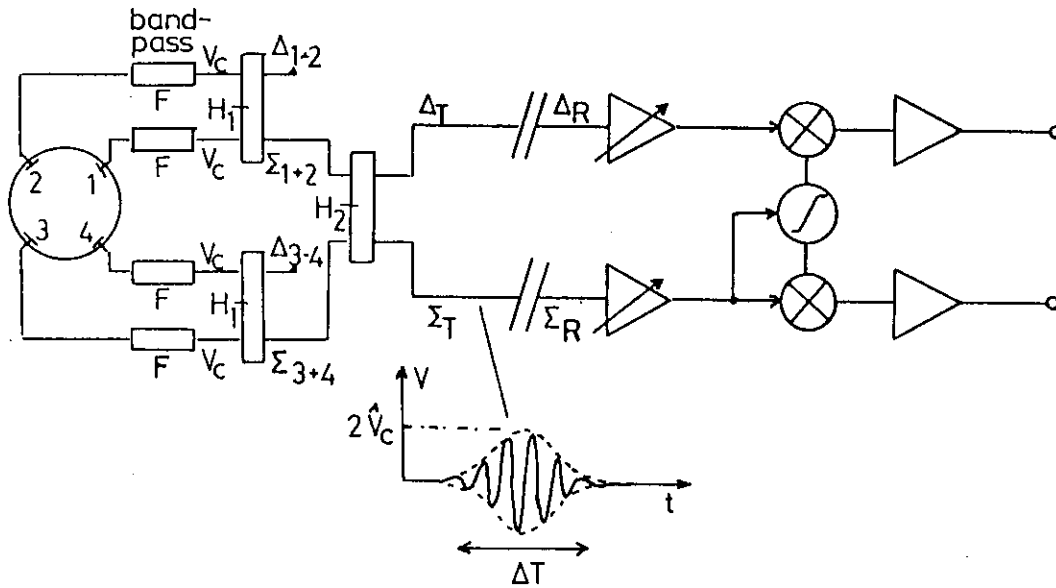 band-
pass
V_C
Δ_1-2
F
H_1
F
V_C
Σ_1+2
2
1
3
4
H_2
Δ_T
Δ_R
V_C
Δ_3-4
F
H_1
F
V_C
Σ_3+4
Σ_T
Σ_R
V
2 V̂_C
t
ΔT